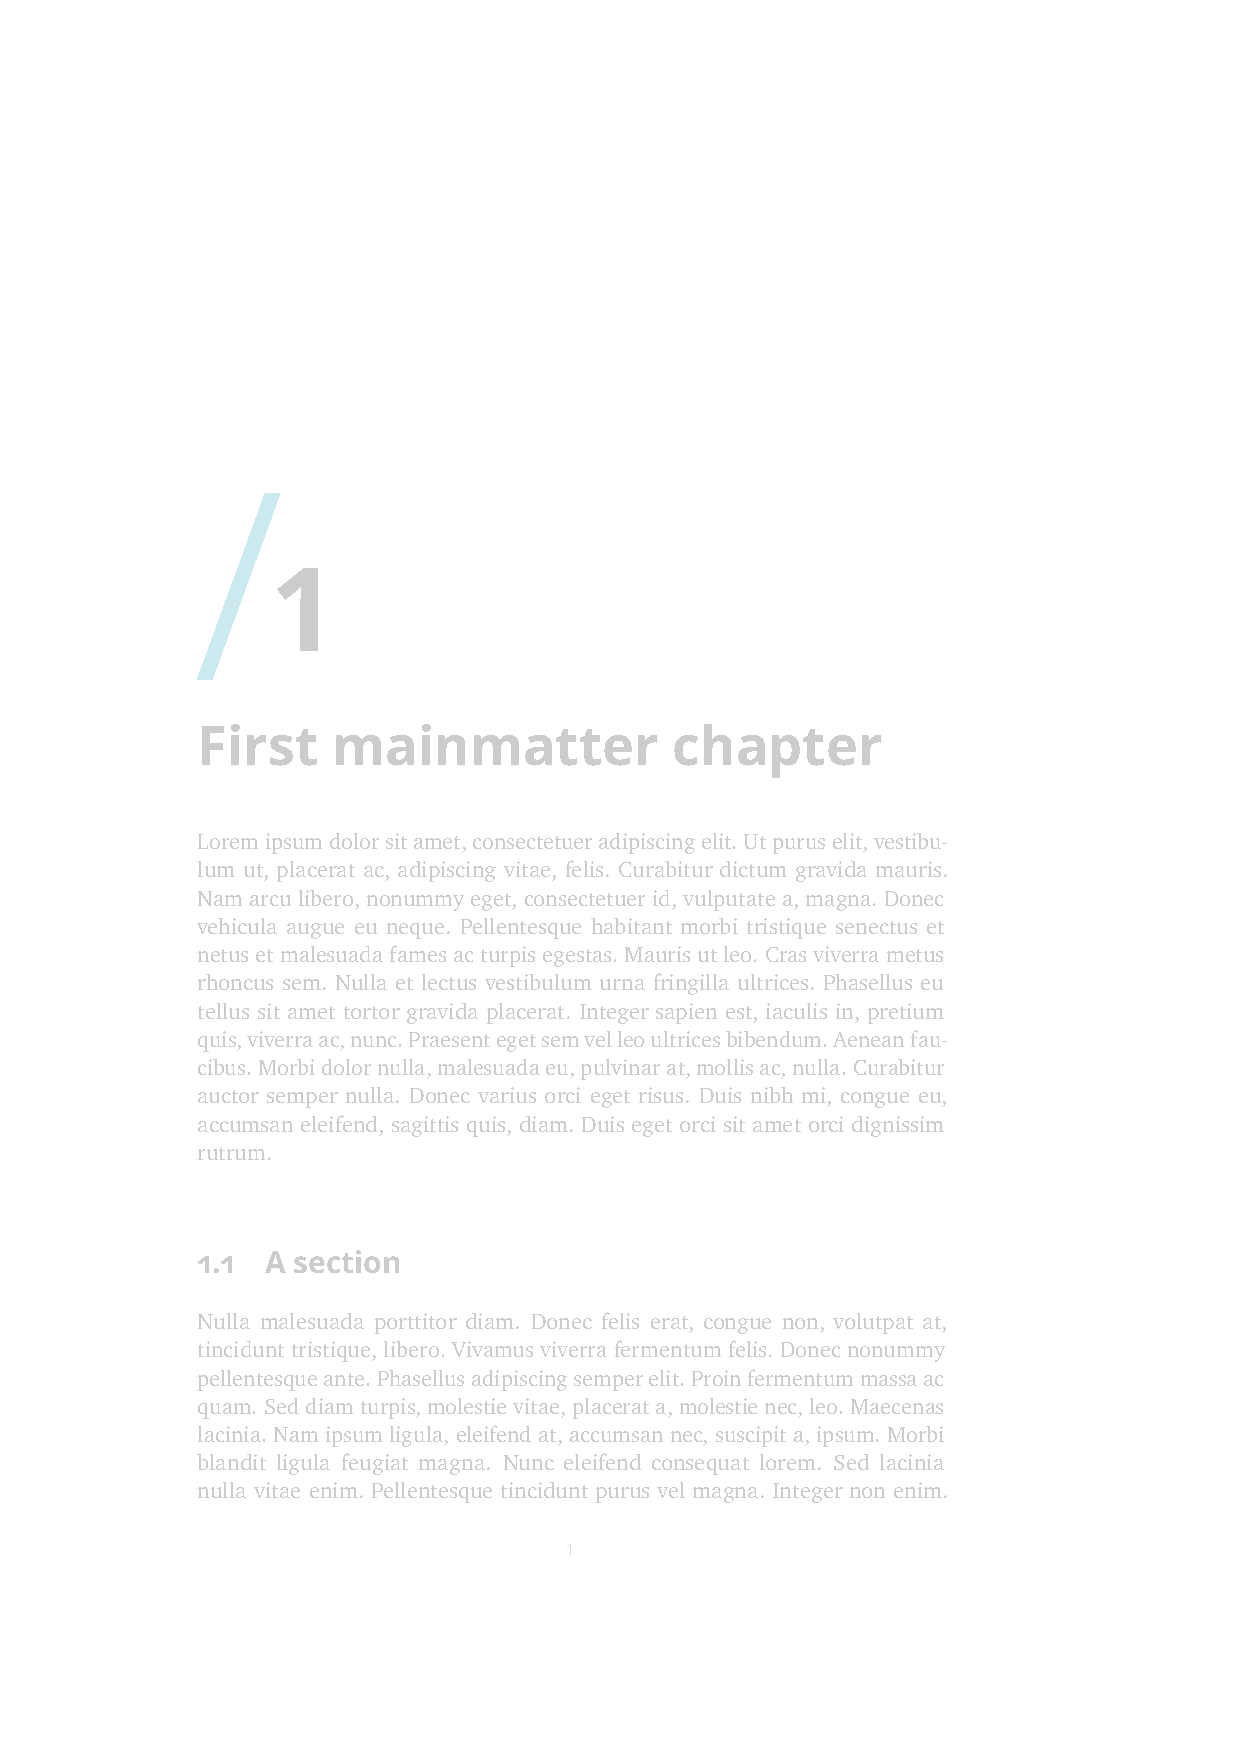 /1
First mainmatter chapter
Lorem ipsum dolor sit amet, consectetuer adipiscing elit. Ut purus elit, vestibu-
lum ut, placerat ac, adipiscing vitae, felis. Curabitur dictum gravida mauris.
Nam arcu libero, nonummy eget, consectetuer id, vulputate a, magna. Donec
vehicula augue eu neque. Pellentesque habitant morbi tristique senectus et
netus et malesuada fames ac turpis egestas. Mauris ut leo. Cras viverra metus
rhoncus sem. Nulla et lectus vestibulum urna fringilla ultrices. Phasellus eu
tellus sit amet tortor gravida placerat. Integer sapien est, iaculis in, pretium
quis, viverra ac, nunc. Praesent eget sem vel leo ultrices bibendum. Aenean fau-
cibus. Morbi dolor nulla, malesuada eu, pulvinar at, mollis ac, nulla. Curabitur
auctor semper nulla. Donec varius orci eget risus. Duis nibh mi, congue eu,
accumsan eleifend, sagittis quis, diam. Duis eget orci sit amet orci dignissim
rutrum.
1.1 A section
Nulla malesuada porttitor diam. Donec felis erat, congue non, volutpat at,
tincidunt tristique, libero. Vivamus viverra fermentum felis. Donec nonummy
pellentesque ante. Phasellus adipiscing semper elit. Proin fermentum massa ac
quam. Sed diam turpis, molestie vitae, placerat a, molestie nec, leo. Maecenas
lacinia. Nam ipsum ligula, eleifend at, accumsan nec, suscipit a, ipsum. Morbi
blandit ligula feugiat magna. Nunc eleifend consequat lorem. Sed lacinia
nulla vitae enim. Pellentesque tincidunt purus vel magna. Integer non enim.
1